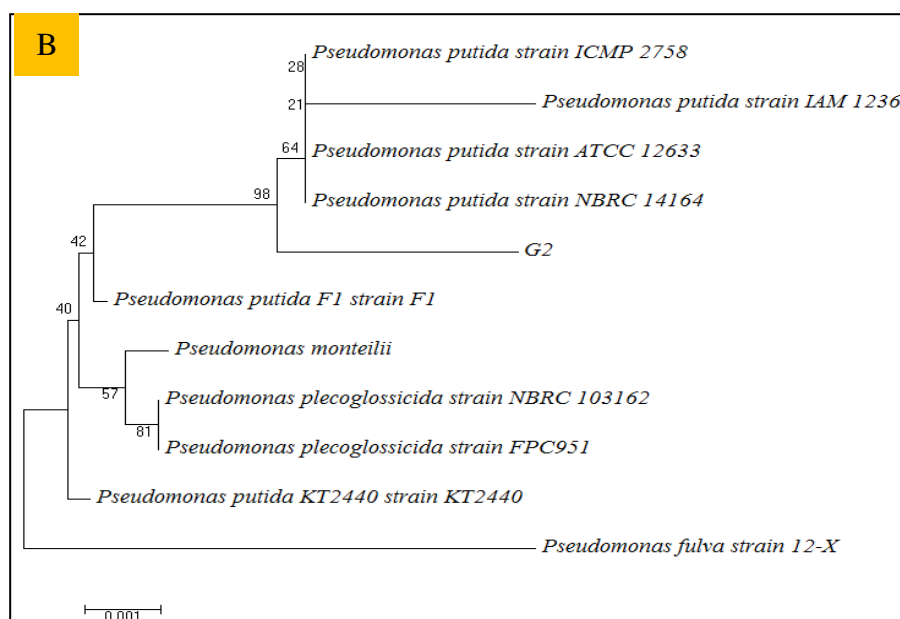 B
Pseudomonas putida strain ICMP 2758
28
21
Pseudomonas putida strain IAM 1236
64
Pseudomonas putida strain ATCC 12633
98
Pseudomonas putida strain NBRC 14164
42
G2
40
Pseudomonas putida F1 strain F1
Pseudomonas monteilii
57
Pseudomonas plecoglossicida strain NBRC 103162
81
Pseudomonas plecoglossicida strain FPC951
Pseudomonas putida KT2440 strain KT2440
Pseudomonas fulva strain 12-X
0.001